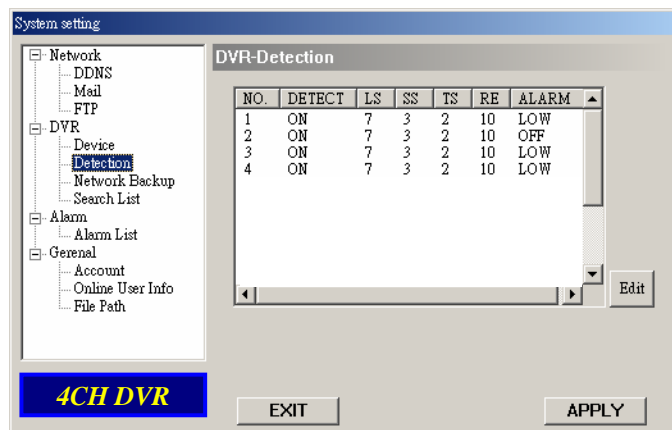 System setting
Network
DDNS
Mail
FTP
DVR
Device
Detection
Network Backup
Search List
Alarm
Alarm List
Gerenal
Account
Online User Info
File Path
4CH DVR
DVR-Detection
NO. DETECT LS SS TS RE ALARM
1 ON 7 3 2 10 LOW
2 ON 7 3 2 10 OFF
3 ON 7 3 2 10 LOW
4 ON 7 3 2 10 LOW
Edit
EXIT APPLY